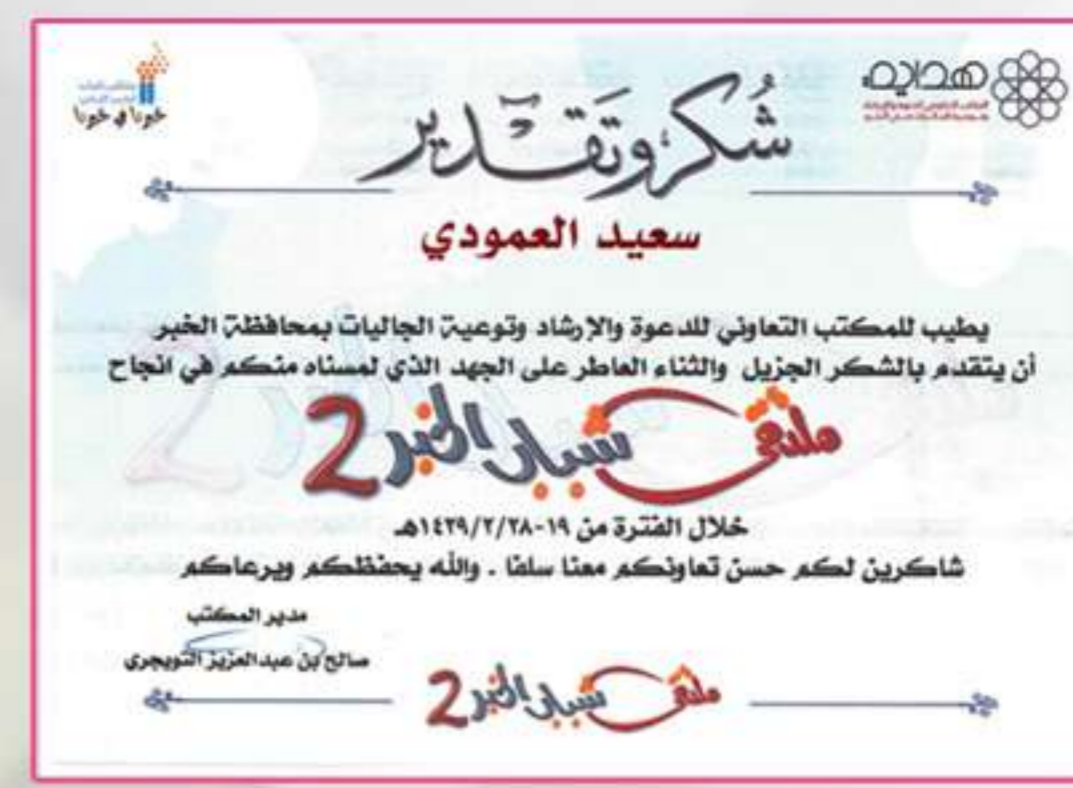 هداية
خونا في خونا
شكر وتقدير
سعيد العمودي
يطيب للمكتب التعاوني للدعوة والإرشاد وتوعية الجاليات بمحافظة الخبر
أن يتقدم بالشكر الجزيل والثناء العاطر على الجهد الذي لمسناه منكم في انجاح
ملتقى شباب الخبر 2
خلال الفترة من ١٩-١٤٣٩/٢/٢٨هـ
شاكرين لكم حسن تعاونكم معنا سلفا . والله يحفظكم ويرعاكم
مدير المكتب
صالح بن عبدالعزيز التويجري
ملتقى شباب الخبر 2